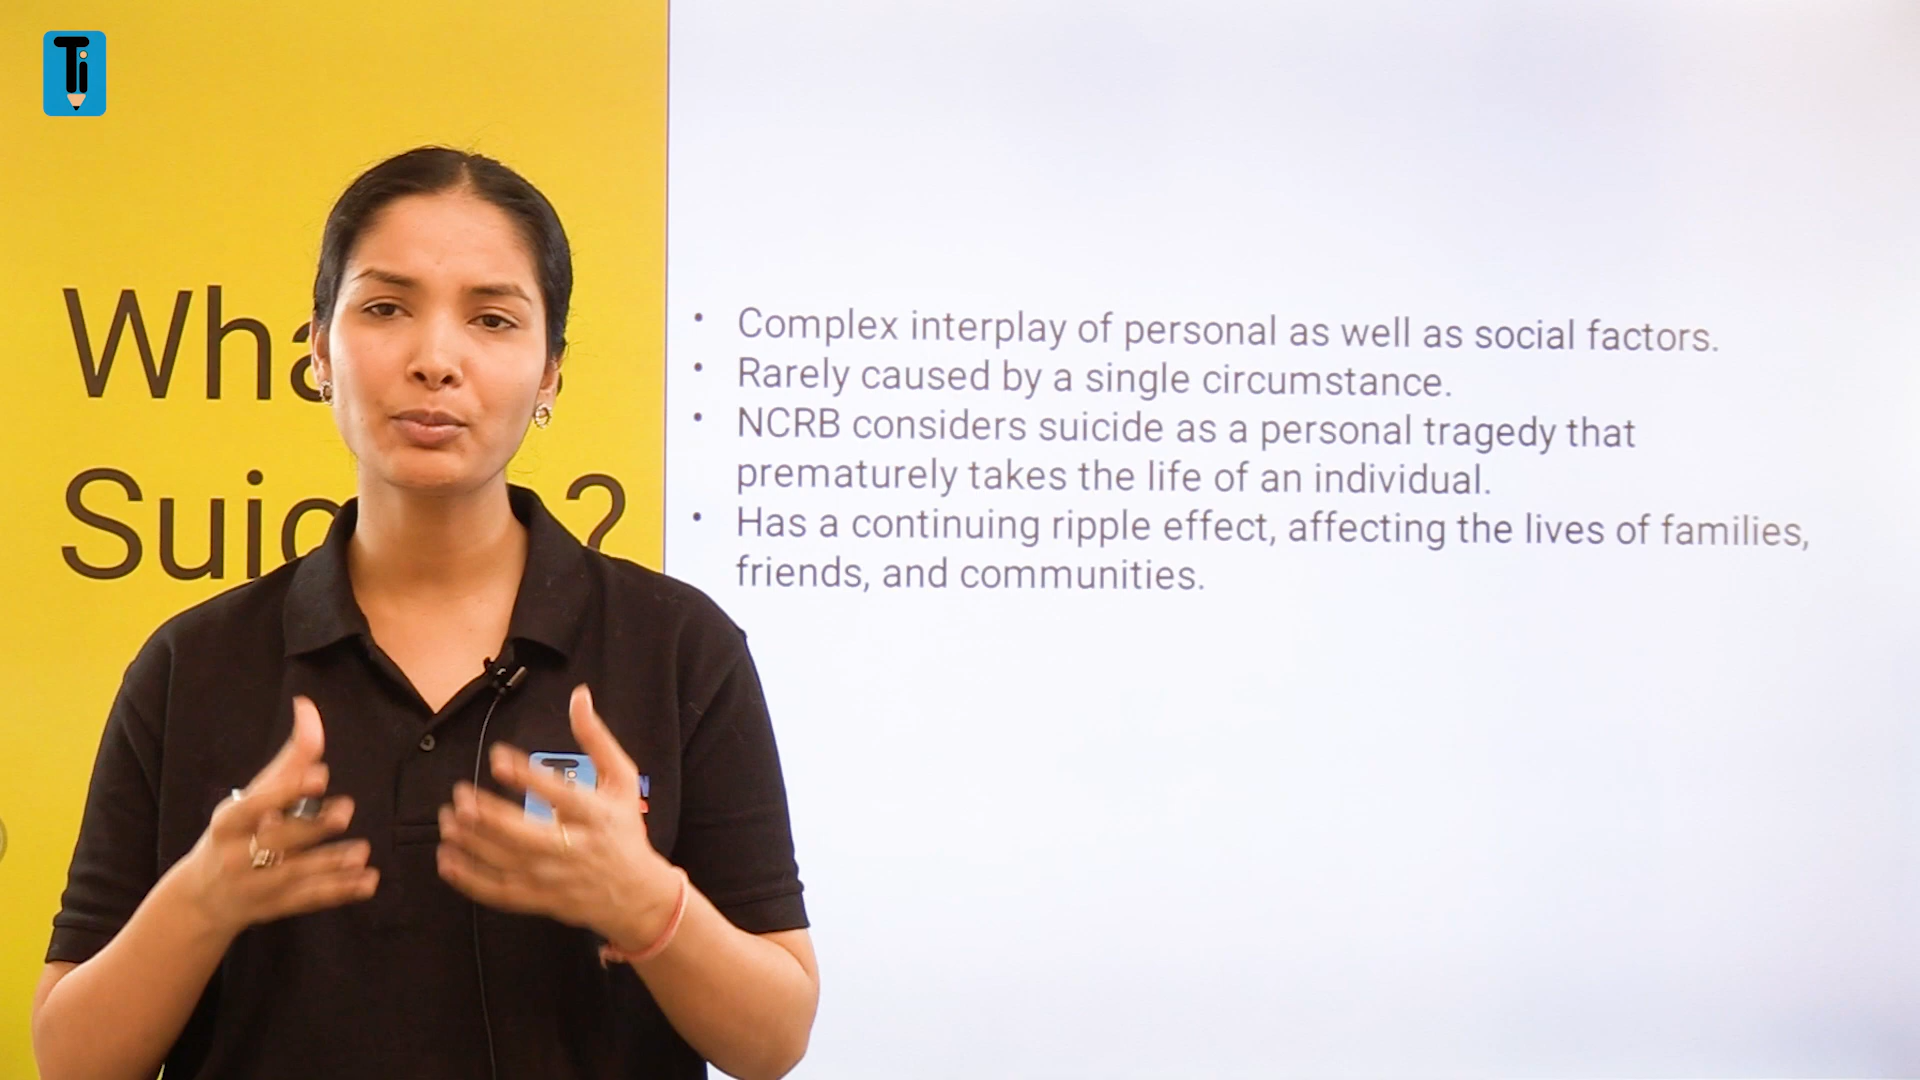 Ti
Complex interplay of personal as well as social factors.
Rarely caused by a single circumstance.
NCRB considers suicide as a personal tragedy that
prematurely takes the life of an individual.
Has a continuing ripple effect, affecting the lives of families,
friends, and communities.
Ti